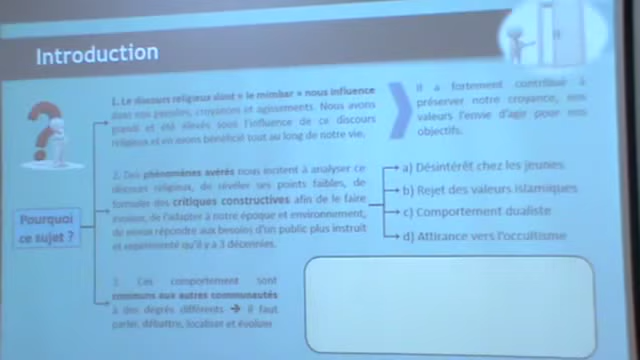 Introduction
1. Le discours religieux dont « le mimbar » nous influence
dans nos pensées, croyances et agissements. Nous avons
grandi et été élevés sous l'influence de ce discours
religieux et en avons bénéficié tout au long de notre vie.
Il a fortement contribué à
préserver notre croyance, nos
valeurs l'envie d'agir pour nos
objectifs.
Pourquoi
ce sujet ?
2. Des phénomènes avérés nous incitent à analyser ce
discours religieux, de révéler ses points faibles, de
formuler des critiques constructives afin de le faire
évoluer, de l'adapter à notre époque et environnement,
de mieux répondre aux besoins d'un public plus instruit
et expérimenté qu'il y a 3 décennies.
a) Désintérêt chez les jeunes
b) Rejet des valeurs islamiques
c) Comportement dualiste
d) Attirance vers l'occultisme
3. Ces comportement sont
communs aux autres communautés
à des degrés différents → il faut
parler, débattre, localiser et évoluer